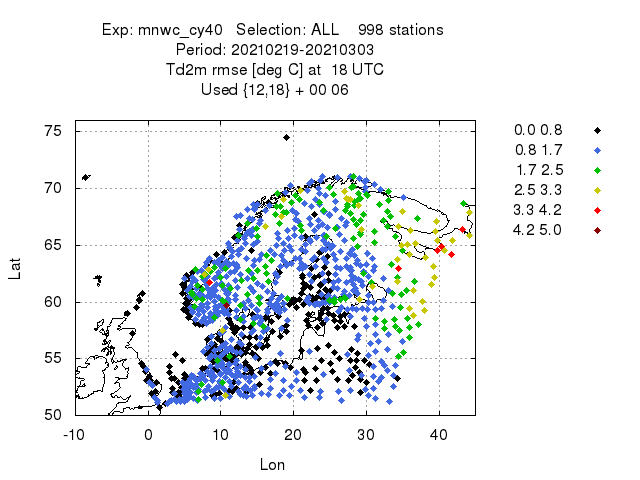 Exp: mnwc_cy40 Selection: ALL 998 stations
Period: 20210219-20210303
Td2m rmse [deg C] at 18 UTC
Used {12,18} + 00 06
75
70
65
60
55
50
-10 0 10 20 30 40
Lat
Lon
0.0 0.8
0.8 1.7
1.7 2.5
2.5 3.3
3.3 4.2
4.2 5.0